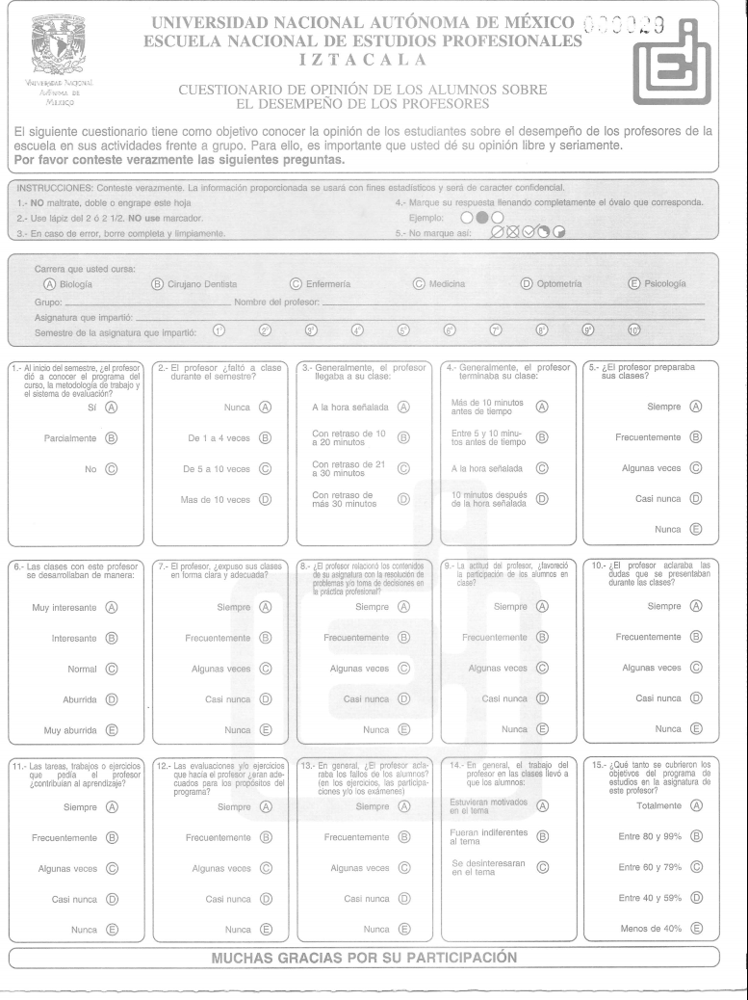 UNIVERSIDAD NACIONAL AUTÓNOMA DE MÉXICO
ESCUELA NACIONAL DE ESTUDIOS PROFESIONALES
IZTACALA
UNIVERSIDAD NACIONAL
AUTÓNOMA DE
MÉXICO
CUESTIONARIO DE OPINIÓN DE LOS ALUMNOS SOBRE
EL DESEMPEÑO DE LOS PROFESORES
El siguiente cuestionario tiene como objetivo conocer la opinión de los estudiantes sobre el desempeño de los profesores de la
escuela en sus actividades frente a grupo. Para ello, es importante que usted dé su opinión libre y seriamente.
Por favor conteste verazmente las siguientes preguntas.
INSTRUCCIONES: Conteste verazmente. La información proporcionada se usará con fines estadísticos y será de caracter confidencial.
1.- NO maltrate, doble o engrape este hoja
2.- Use lápiz del 2 ó 2 1/2. NO use marcador.
3.- En caso de error, borre completa y limpiamente.
4.- Marque su respuesta llenando completamente el óvalo que corresponda.
Ejemplo:
5.- No marque así:
Carrera que usted cursa:
A Biología B Cirujano Dentista C Enfermería C Medicina D Optometría E Psicología
Grupo: Nombre del profesor:
Asignatura que impartió:
Semestre de la asignatura que impartió: 1º 2º 3º 4º 5º 6º 7º 8º 9º 10º
1.- Al inicio del semestre, ¿el profesor
dió a conocer el programa del
curso, la metodología de trabajo y
el sistema de evaluación?
Sí A
Parcialmente B
No C
2.- El profesor ¿faltó a clase
durante el semestre?
Nunca A
De 1 a 4 veces B
De 5 a 10 veces C
Mas de 10 veces D
3.- Generalmente, el profesor
llegaba a su clase:
A la hora señalada A
Con retraso de 10
a 20 minutos B
Con retraso de 21
a 30 minutos C
Con retraso de
más 30 minutos D
4.- Generalmente, el profesor
terminaba su clase:
Más de 10 minutos
antes de tiempo A
Entre 5 y 10 minu-
tos antes de tiempo B
A la hora señalada C
10 minutos después
de la hora señalada D
5.- ¿El profesor preparaba
sus clases?
Siempre A
Frecuentemente B
Algunas veces C
Casi nunca D
Nunca E
6.- Las clases con este profesor
se desarrollaban de manera:
Muy interesante A
Interesante B
Normal C
Aburrida D
Muy aburrida E
7.- El profesor, ¿expuso sus clases
en forma clara y adecuada?
Siempre A
Frecuentemente B
Algunas veces C
Casi nunca D
Nunca E
8.- ¿El profesor relacionó los contenidos
de su asignatura con la resolución de
problemas y/o toma de decisiones en
la práctica profesional?
Siempre A
Frecuentemente B
Algunas veces C
Casi nunca D
Nunca E
9.- La actitud del profesor, ¿favoreció
la participación de los alumnos en
clase?
Siempre A
Frecuentemente B
Algunas veces C
Casi nunca D
Nunca E
10.- ¿El profesor aclaraba las
dudas que se presentaban
durante las clases?
Siempre A
Frecuentemente B
Algunas veces C
Casi nunca D
Nunca E
11.- Las tareas, trabajos o ejercicios
que pedía el profesor
¿contribuían al aprendizaje?
Siempre A
Frecuentemente B
Algunas veces C
Casi nunca D
Nunca E
12.- Las evaluaciones y/o ejercicios
que hacía el profesor ¿eran ade-
cuados para los propósitos del
programa?
Siempre A
Frecuentemente B
Algunas veces C
Casi nunca D
Nunca E
13.- En general, ¿El profesor acla-
raba los fallos de los alumnos?
(en los ejercicios, las participa-
ciones y/o los exámenes)
Siempre A
Frecuentemente B
Algunas veces C
Casi nunca D
Nunca E
14.- En general, el trabajo del
profesor en las clases llevó a
que los alumnos:
Estuvieran motivados
en el tema A
Fueran indiferentes
al tema B
Se desinteresaran
en el tema C
15.- ¿Qué tanto se cubrieron los
objetivos del programa de
estudios en la asignatura de
este profesor?
Totalmente A
Entre 80 y 99% B
Entre 60 y 79% C
Entre 40 y 59% D
Menos de 40% E
MUCHAS GRACIAS POR SU PARTICIPACIÓN